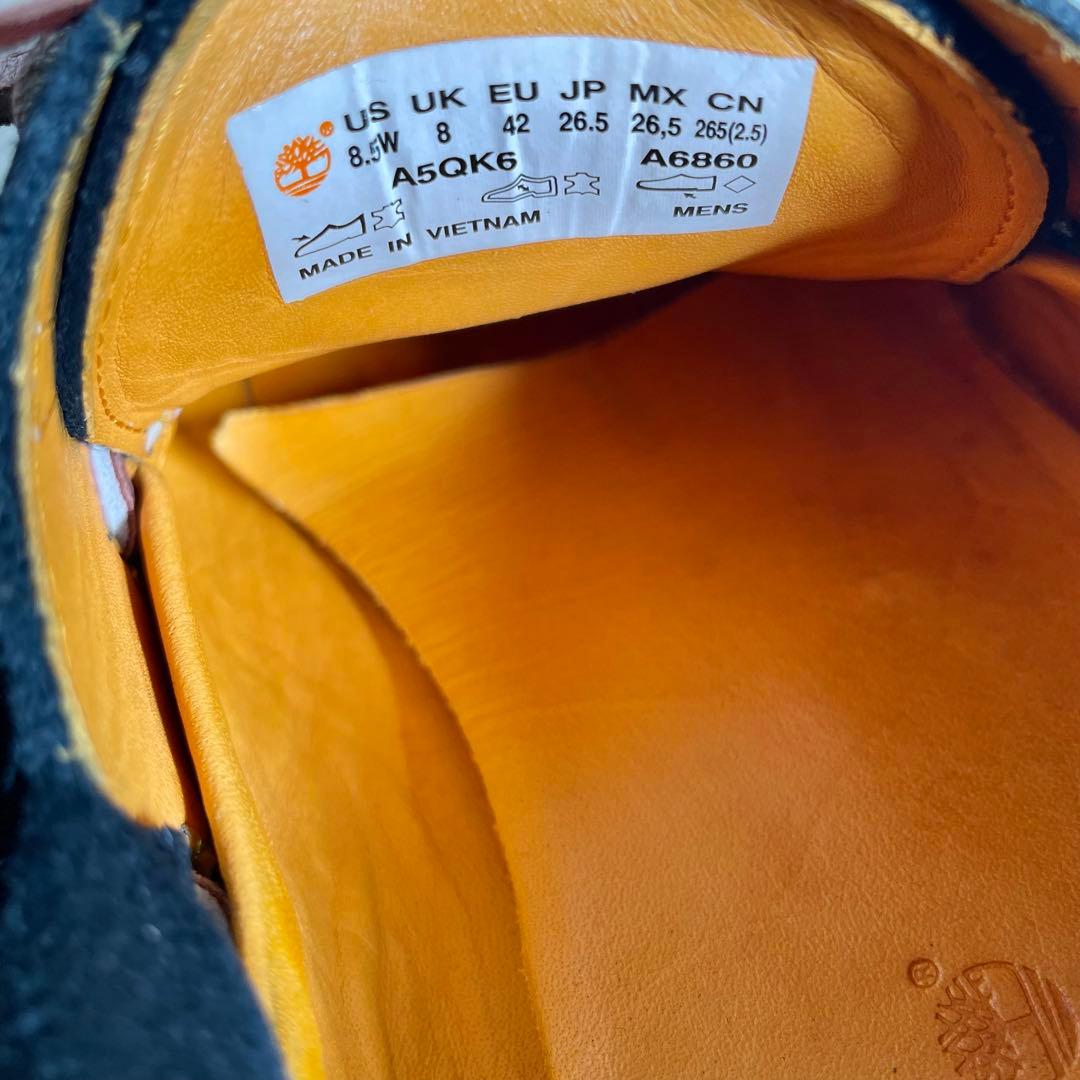 US UK EU JP MX CN
8.5W 8 42 26.5 26,5 265(2.5)
A5QK6 A6860
MADE IN VIETNAM MENS